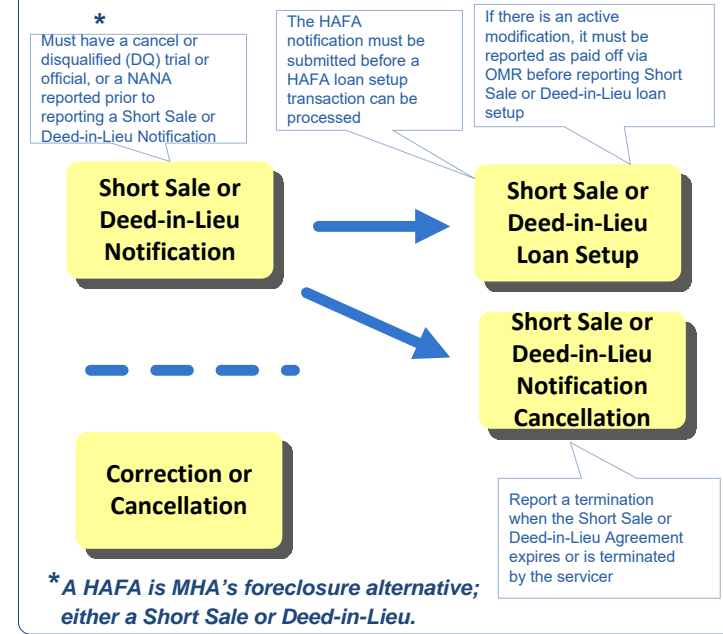 *
Must have a cancel or
disqualified (DQ) trial or
official, or a NANA
reported prior to
reporting a Short Sale or
Deed-in-Lieu Notification
The HAFA
notification must be
submitted before a
HAFA loan setup
transaction can be
processed
If there is an active
modification, it must be
reported as paid off via
OMR before reporting Short
Sale or Deed-in-Lieu loan
setup
Short Sale or
Deed-in-Lieu
Notification
Short Sale or
Deed-in-Lieu
Loan Setup
Short Sale or
Deed-in-Lieu
Notification
Cancellation
Correction or
Cancellation
Report a termination
when the Short Sale or
Deed-in-Lieu Agreement
expires or is terminated
by the servicer
*A HAFA is MHA’s foreclosure alternative;
either a Short Sale or Deed-in-Lieu.